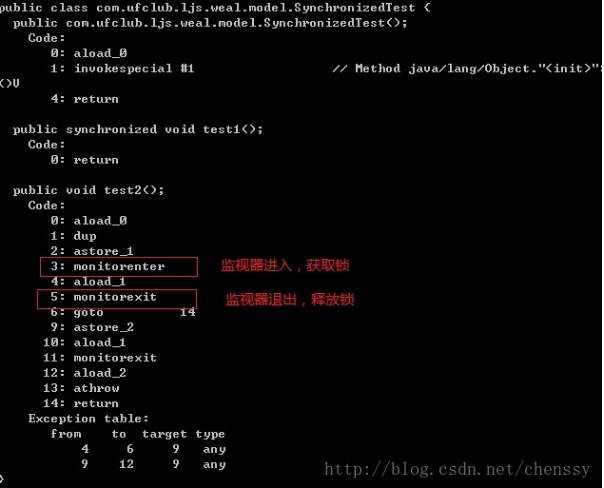 public class com.ufclub.ljs.weal.model.SynchronizedTest {
  public com.ufclub.ljs.weal.model.SynchronizedTest();
    Code:
       0: aload_0
       1: invokespecial #1                  // Method java/lang/Object."<init>":
()V
       4: return

  public synchronized void test1();
    Code:
       0: return

  public void test2();
    Code:
       0: aload_0
       1: dup
       2: astore_1
       3: monitorenter 监视器进入，获取锁
       4: aload_1
       5: monitorexit 监视器退出，释放锁
       6: goto          14
       9: astore_2
      10: aload_1
      11: monitorexit
      12: aload_2
      13: athrow
      14: return
    Exception table:
       from    to  target type
           4     6     9   any
           9    12     9   any
}
http://blog.csdn.net/chenssy